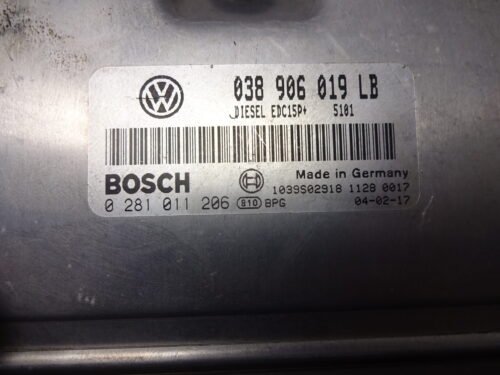 038 906 019 LB
DIESEL EDC15P+ 5101
BOSCH
Made in Germany
1039S02918 1128 0017
0 281 011 206 810 BPG 04-02-17